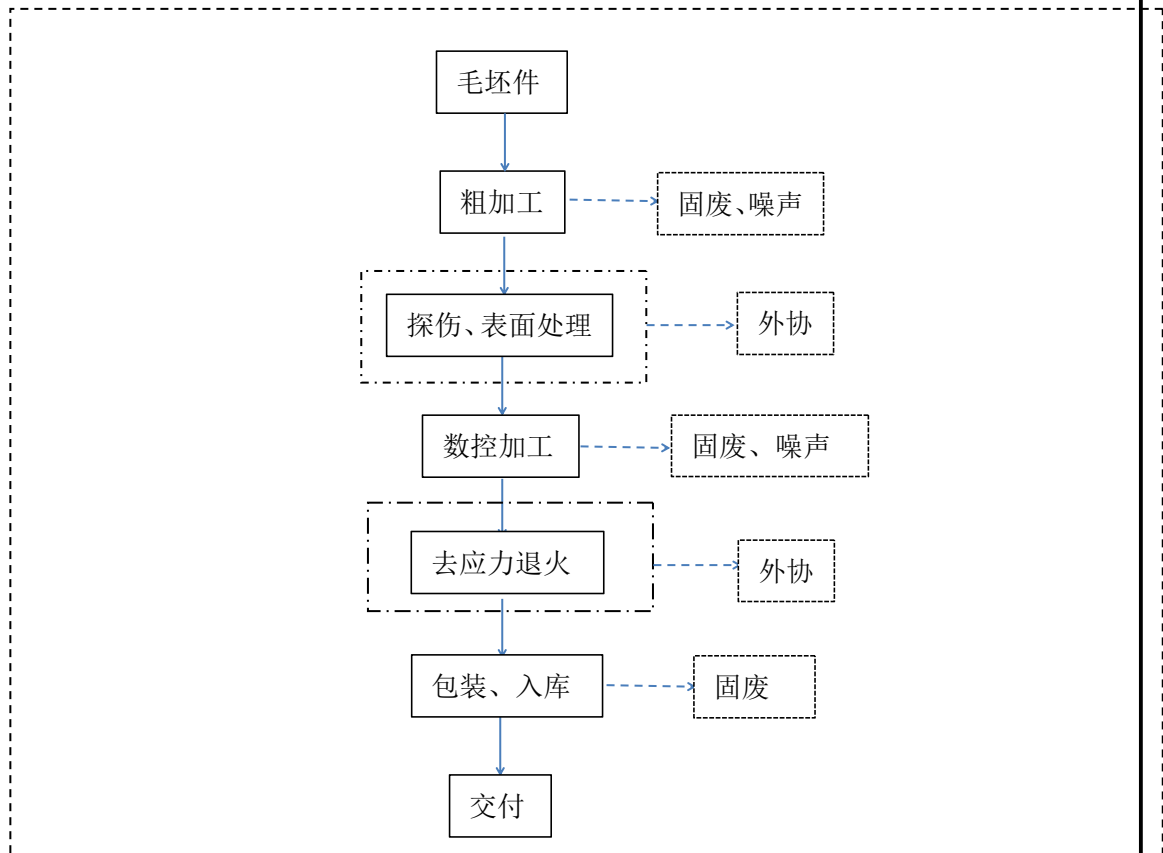 毛坯件
粗加工
固废、噪声
探伤、表面处理
外协
数控加工
固废、噪声
去应力退火
外协
包装、入库
固废
交付